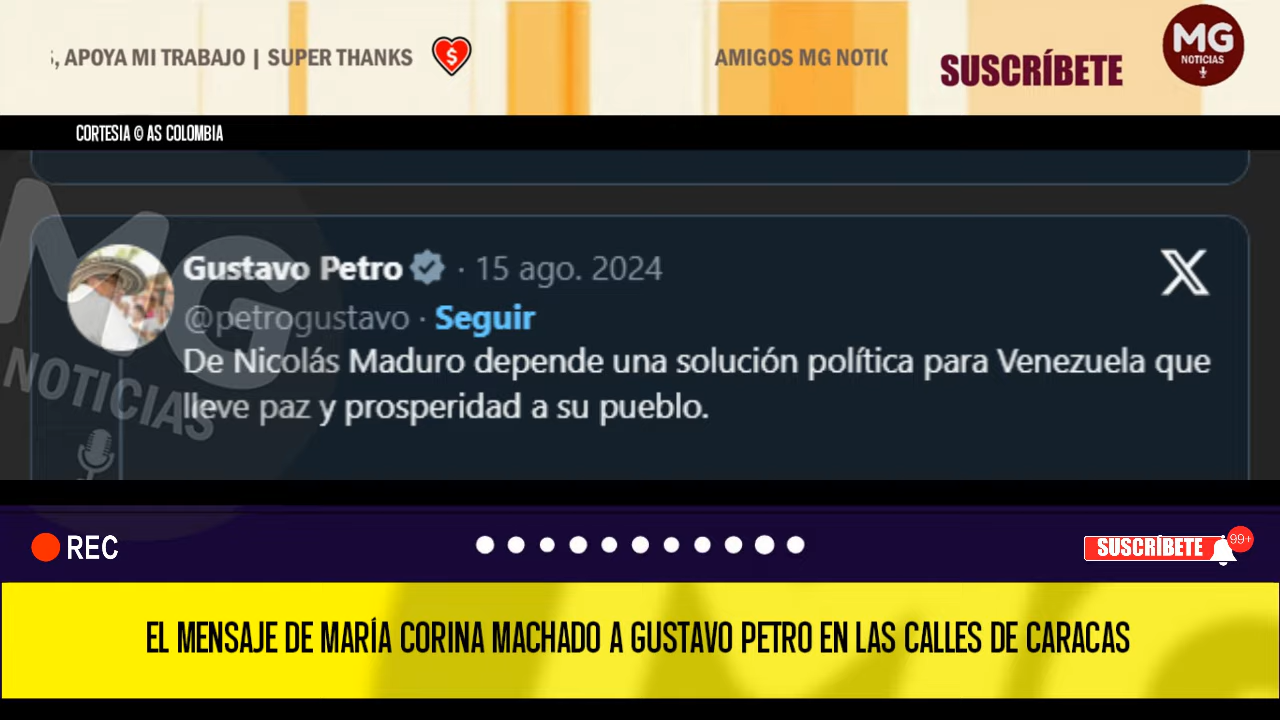 , APOYA MI TRABAJO | SUPER THANKS
$
AMIGOS MG NOTIC
SUSCRÍBETE
MG
NOTICIAS
CORTESIA © AS COLOMBIA
MG
NOTICIAS
Gustavo Petro · 15 ago. 2024
@petrogustavo · Seguir
De Nicolás Maduro depende una solución política para Venezuela que
lleve paz y prosperidad a su pueblo.
REC
SUSCRÍBETE
99+
EL MENSAJE DE MARÍA CORINA MACHADO A GUSTAVO PETRO EN LAS CALLES DE CARACAS